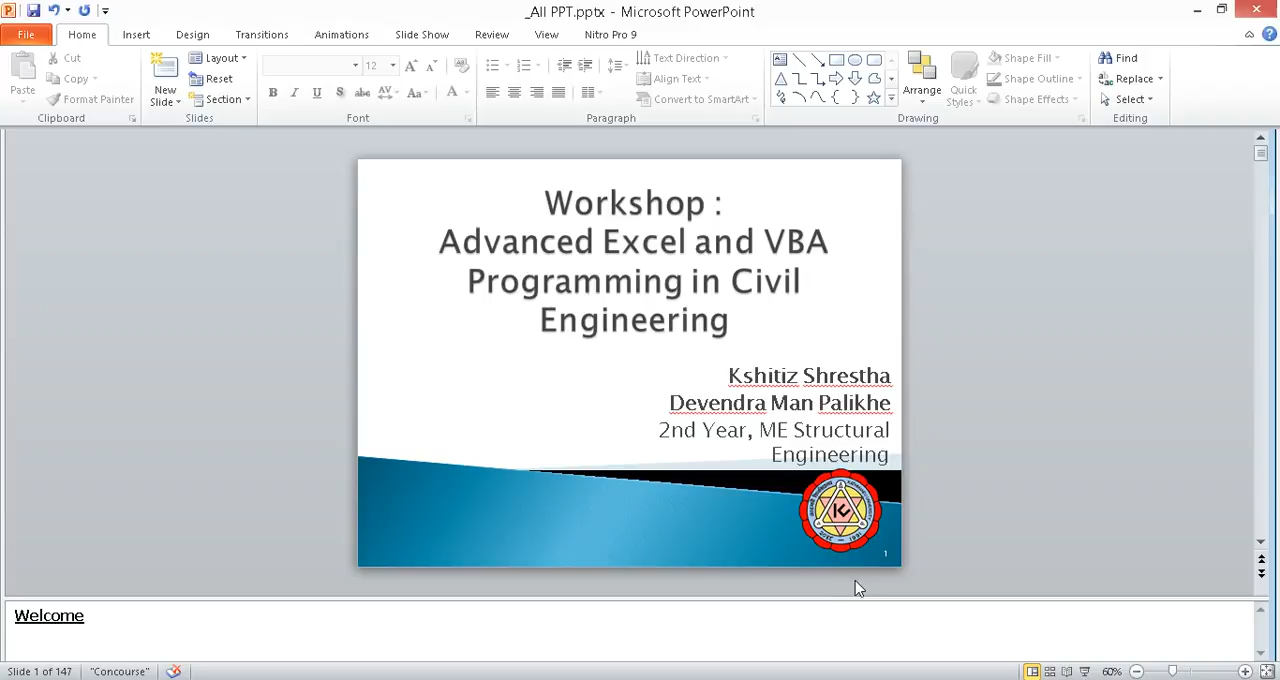 _All PPT.pptx - Microsoft PowerPoint
File Home Insert Design Transitions Animations Slide Show Review View Nitro Pro 9
Paste
Cut
Copy
Format Painter
Clipboard
New Slide
Layout
Reset
Section
Slides
12
B I U S abc AV Aa A
Font
Text Direction
Align Text
Convert to SmartArt
Paragraph
Arrange
Quick Styles
Shape Fill
Shape Outline
Shape Effects
Drawing
Find
Replace
Select
Editing
Workshop :
Advanced Excel and VBA
Programming in Civil
Engineering
Kshitiz Shrestha
Devendra Man Palikhe
2nd Year, ME Structural
Engineering
1
Welcome
Slide 1 of 147 "Concourse" 60%